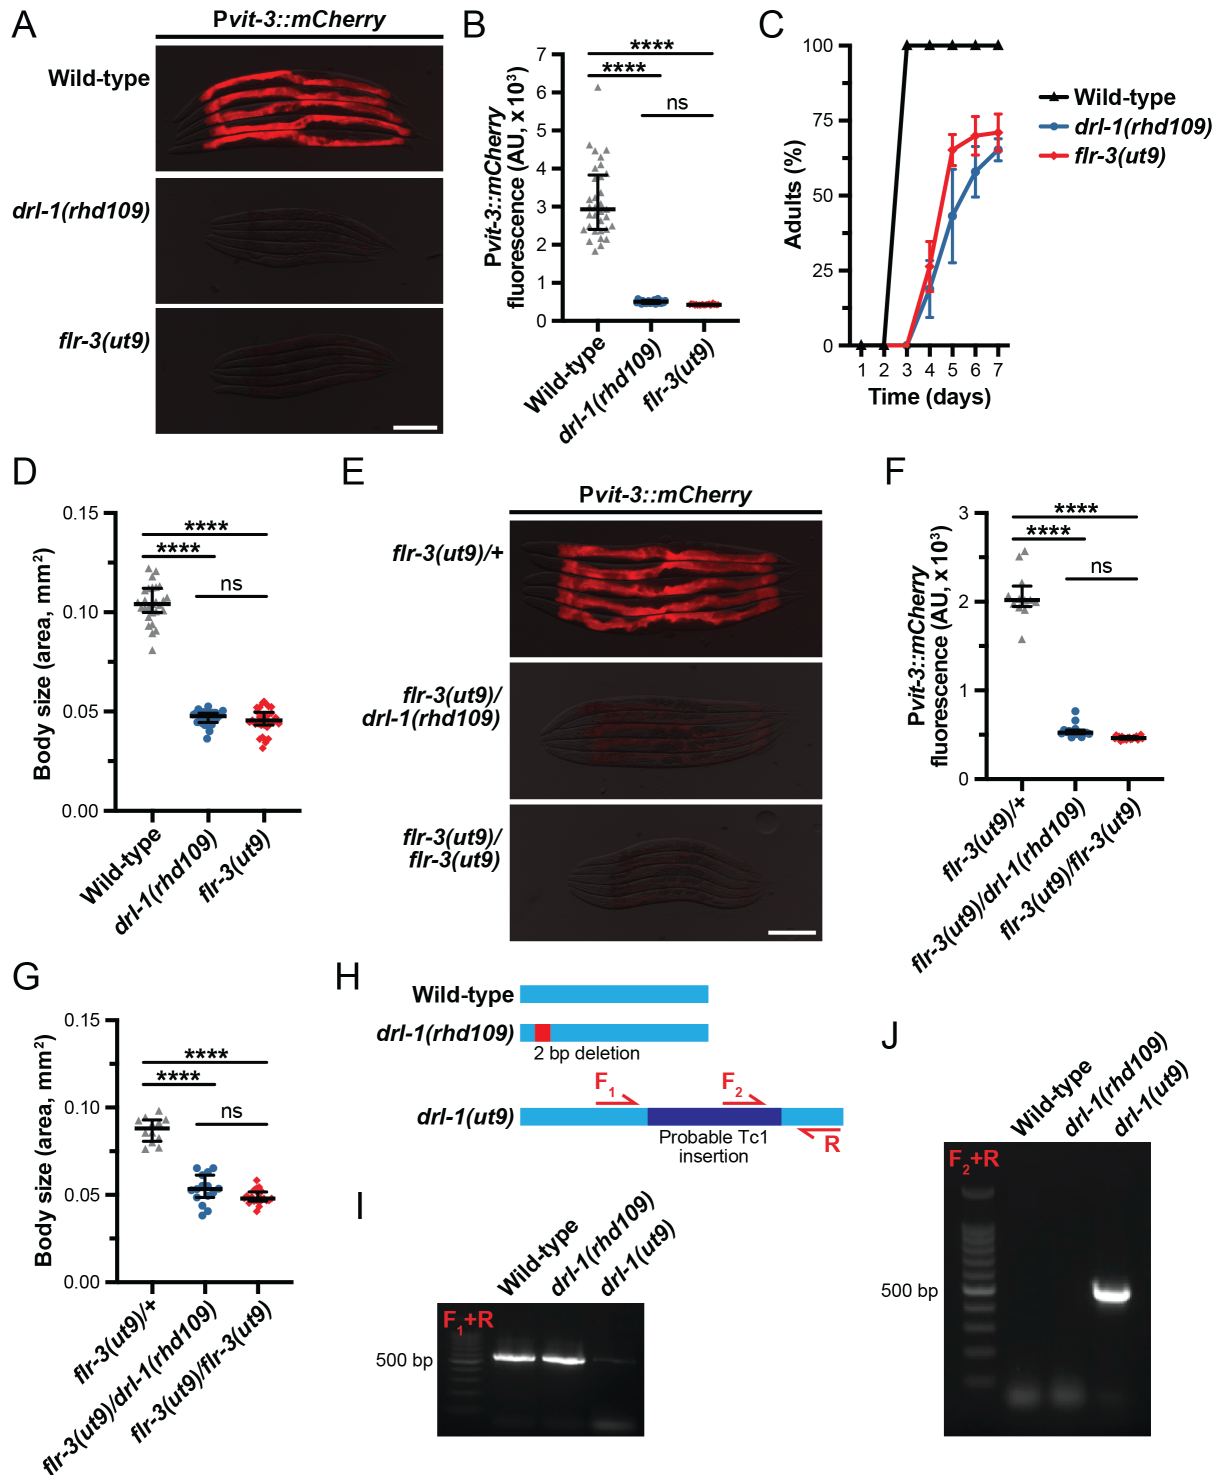 A
Pvit-3::mCherry
Wild-type
drl-1(rhd109)
flr-3(ut9)
B
Pvit-3::mCherry
fluorescence (AU, x 10³)
7
6
5
4
3
2
1
0
****
****
ns
Wild-type
drl-1(rhd109)
flr-3(ut9)
C
Adults (%)
100
75
50
25
0
1 2 3 4 5 6 7
Time (days)
Wild-type
drl-1(rhd109)
flr-3(ut9)
D
Body size (area, mm²)
0.15
0.10
0.05
0.00
****
****
ns
Wild-type
drl-1(rhd109)
flr-3(ut9)
E
Pvit-3::mCherry
flr-3(ut9)/+
flr-3(ut9)/
drl-1(rhd109)
flr-3(ut9)/
flr-3(ut9)
F
Pvit-3::mCherry
fluorescence (AU, x 10³)
3
2
1
0
****
****
ns
flr-3(ut9)/+
flr-3(ut9)/drl-1(rhd109)
flr-3(ut9)/flr-3(ut9)
G
Body size (area, mm²)
0.15
0.10
0.05
0.00
****
****
ns
flr-3(ut9)/+
flr-3(ut9)/drl-1(rhd109)
flr-3(ut9)/flr-3(ut9)
H
Wild-type
drl-1(rhd109)
2 bp deletion
F₁
F₂
drl-1(ut9)
Probable Tc1
insertion
R
I
Wild-type
drl-1(rhd109)
drl-1(ut9)
F₁+R
500 bp
J
Wild-type
drl-1(rhd109)
drl-1(ut9)
F₂+R
500 bp